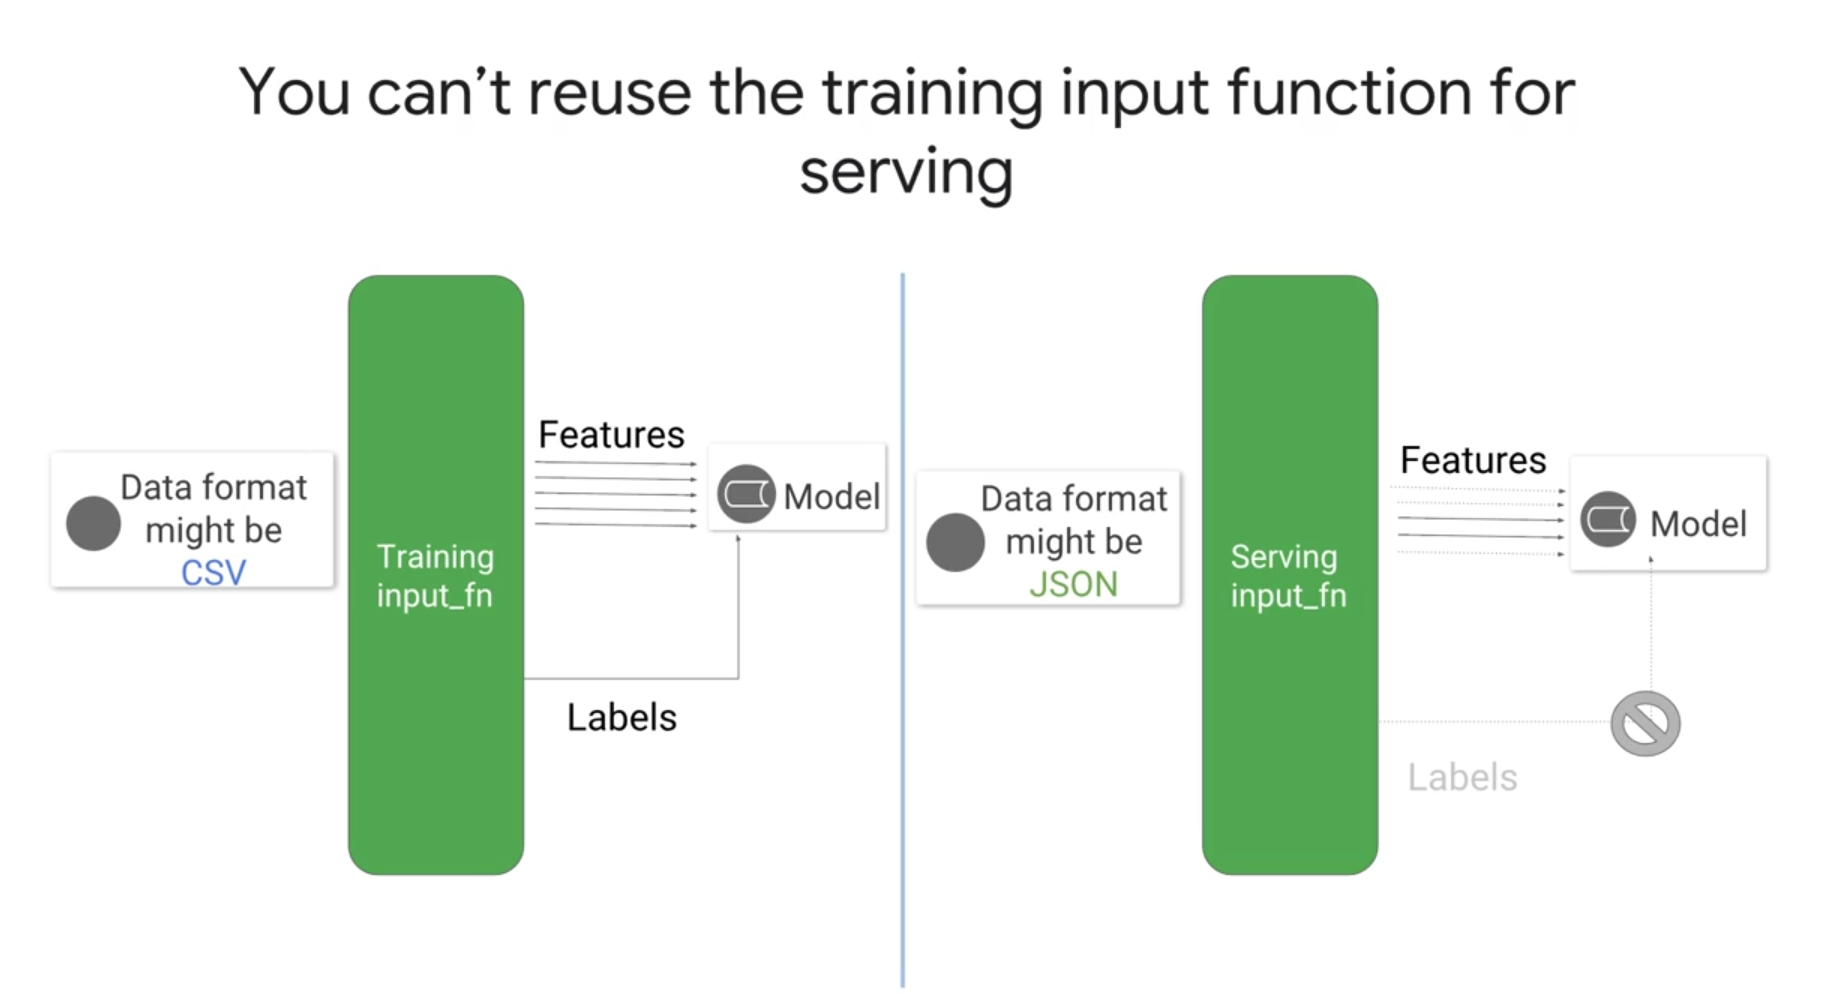 You can’t reuse the training input function for
serving
Data format
might be
CSV
Training
input_fn
Features
Model
Labels
Data format
might be
JSON
Serving
input_fn
Features
Model
Labels